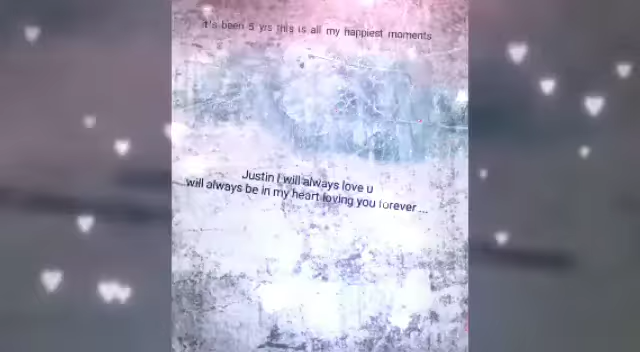 it's been 5 yrs this is all my happiest moments
Justin I will always love u
will always be in my heart loving you forever ...